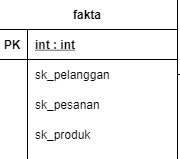 fakta
PK int : int
sk_pelanggan
sk_pesanan
sk_produk